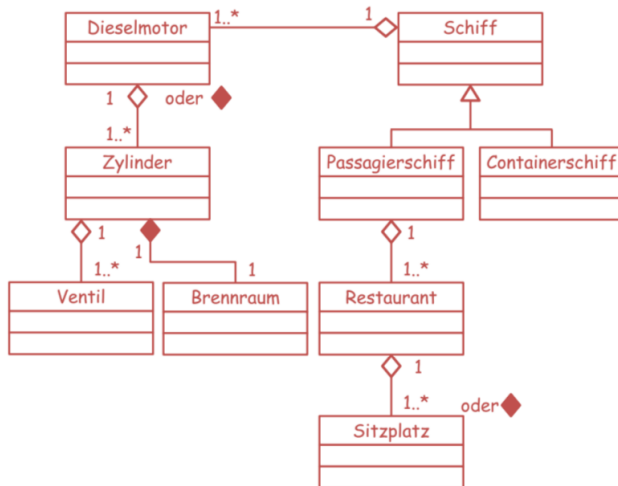 Dieselmotor
1..*
1
Schiff
1
oder
1..*
Zylinder
Passagierschiff
Containerschiff
1
1
1
1..*
1
1..*
Ventil
Brennraum
Restaurant
1
1..*
oder
Sitzplatz